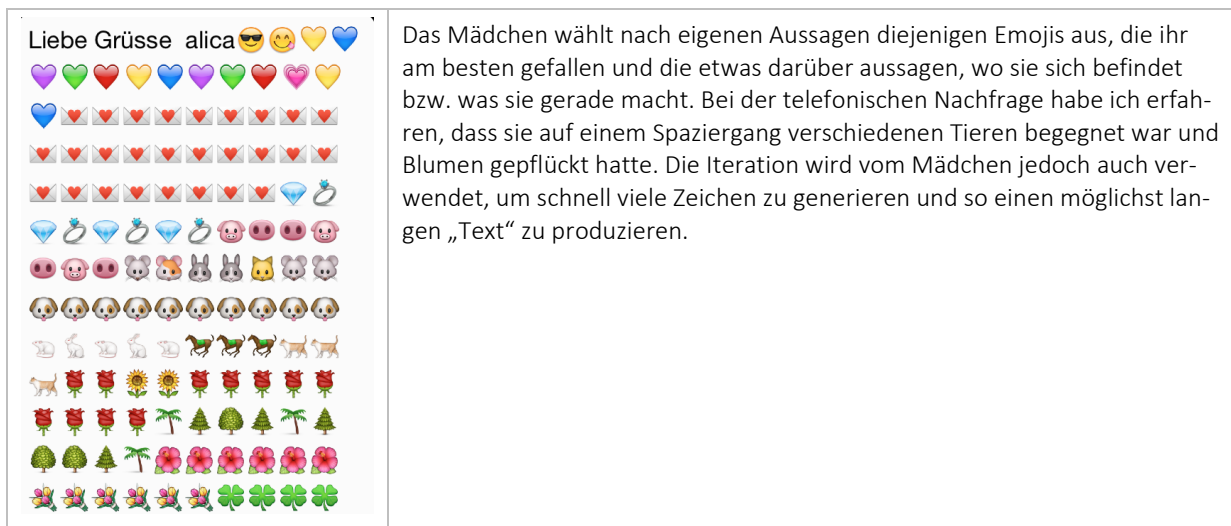 Liebe Grüsse alica😎😋💛💙
💜💚❤️💛💙💜💚❤️💗💛
💙💌💌💌💌💌💌💌💌💌
💌💌💌💌💌💌💌💌💌💌
💌💌💌💌💌💌💌💌💎💍
💎💍💎💍💎💍🐷🐽🐽🐷
🐽🐷🐽🐭🐹🐰🐰🐱🐭🐭
🐶🐶🐶🐶🐶🐶🐶🐶🐶🐶
🐁🐇🐁🐇🐁🐎🐎🐎🐈🐈
🐈🌹🌹🌻🌻🌹🌹🌹🌹🌹
🌹🌹🌹🌹🌴🌲🌳🌲🌴🌲
🌳🌳🌲🌴🌺🌺🌺🌺🌺🌺
💐💐💐💐💐💐🍀🍀🍀🍀
Das Mädchen wählt nach eigenen Aussagen diejenigen Emojis aus, die ihr
am besten gefallen und die etwas darüber aussagen, wo sie sich befindet
bzw. was sie gerade macht. Bei der telefonischen Nachfrage habe ich erfah-
ren, dass sie auf einem Spaziergang verschiedenen Tieren begegnet war und
Blumen gepflückt hatte. Die Iteration wird vom Mädchen jedoch auch ver-
wendet, um schnell viele Zeichen zu generieren und so einen möglichst lan-
gen „Text“ zu produzieren.